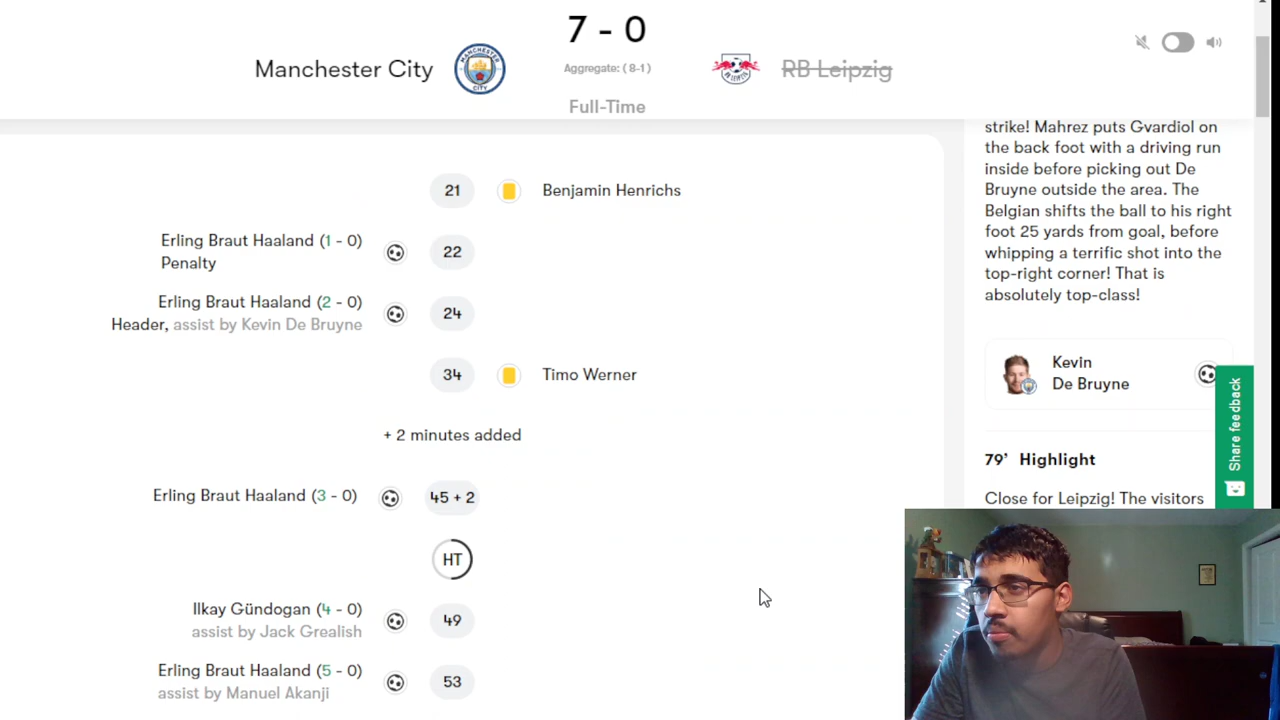 7 - 0
Manchester City
RB Leipzig
Aggregate: ( 8-1 )
Full-Time
21 Benjamin Henrichs
Erling Braut Haaland (1 - 0)
Penalty
22
Erling Braut Haaland (2 - 0)
Header, assist by Kevin De Bruyne
24
34 Timo Werner
+ 2 minutes added
Erling Braut Haaland (3 - 0) 45 + 2
HT
Ilkay Gündogan (4 - 0)
assist by Jack Grealish
49
Erling Braut Haaland (5 - 0)
assist by Manuel Akanji
53
strike! Mahrez puts Gvardiol on
the back foot with a driving run
inside before picking out De
Bruyne outside the area. The
Belgian shifts the ball to his right
foot 25 yards from goal, before
whipping a terrific shot into the
top-right corner! That is
absolutely top-class!
Kevin
De Bruyne
79’ Highlight
Close for Leipzig! The visitors
Share feedback